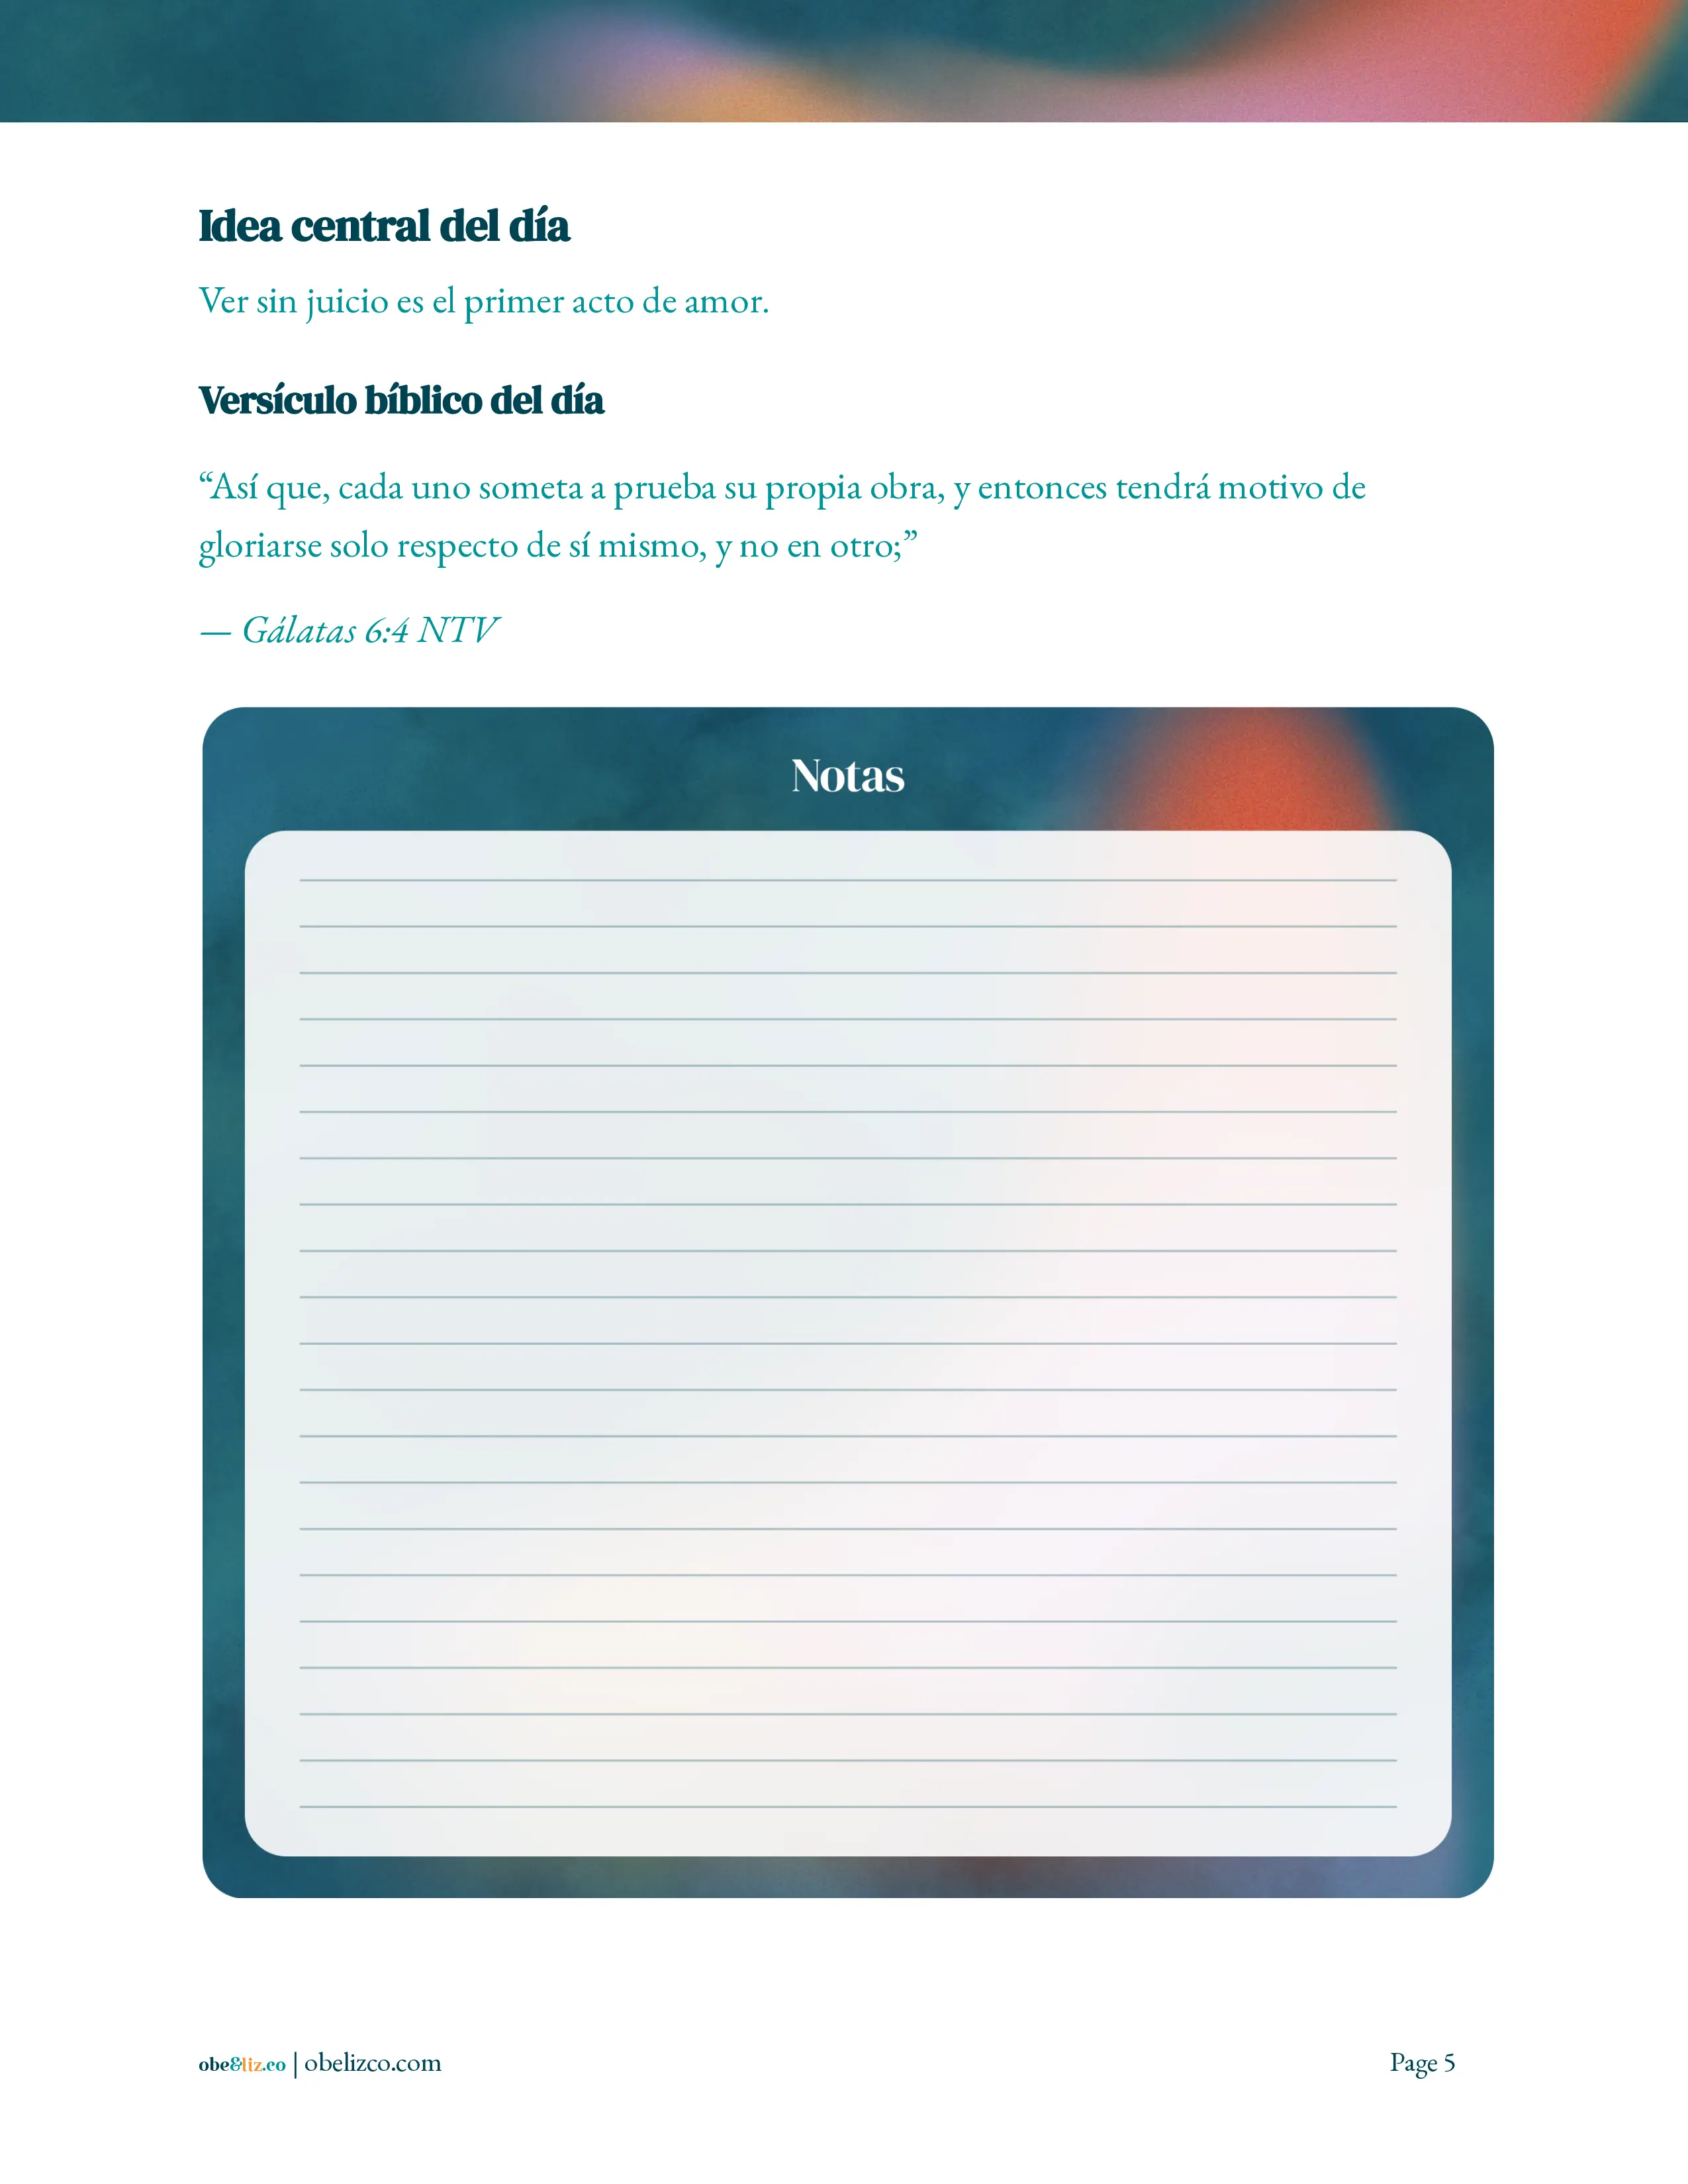 Idea central del día
Ver sin juicio es el primer acto de amor.
Versículo bíblico del día
“Así que, cada uno someta a prueba su propia obra, y entonces tendrá motivo de
gloriarse solo respecto de sí mismo, y no en otro;”
— Gálatas 6:4 NTV
Notas
obe&liz.co | obelizco.com
Page 5